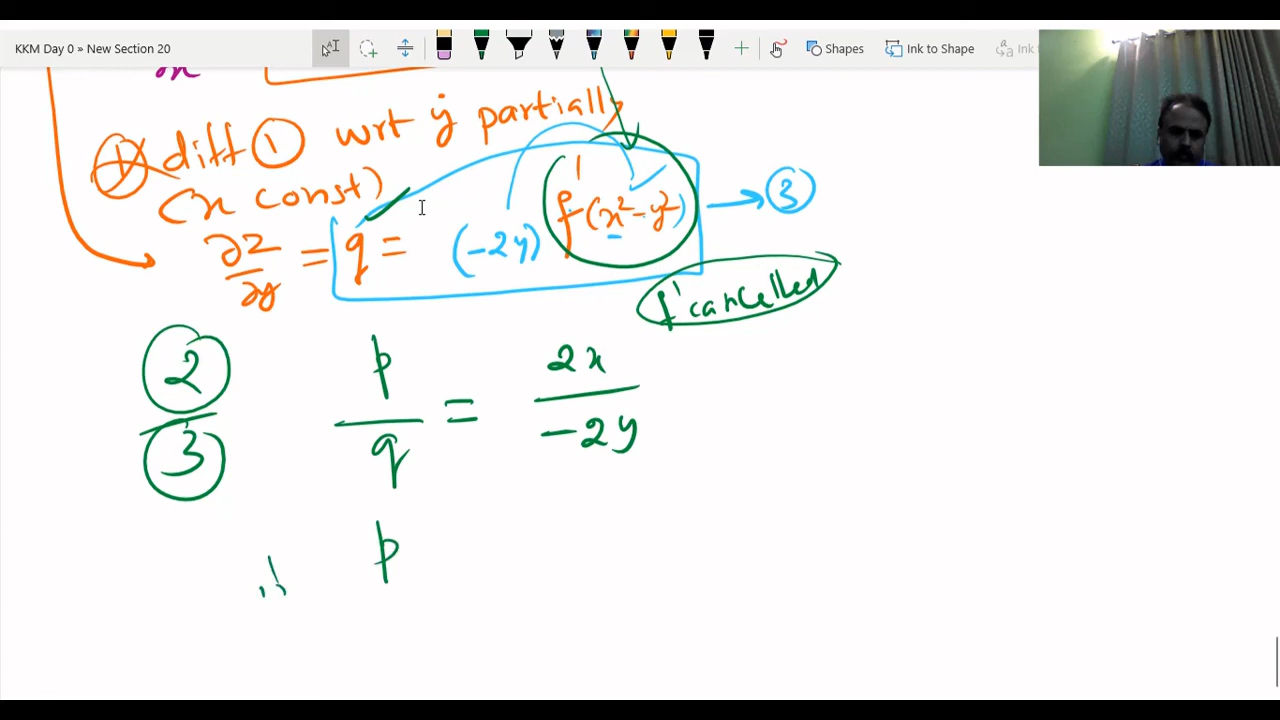 KKM Day 0 » New Section 20
Shapes
Ink to Shape
Ink
diff ① wrt y partially
(x const)
∂z/∂y = q = (-2y) f'(x² - y²) → ③
f' cancelled
②/③ p/q = 2x/-2y
∴ p